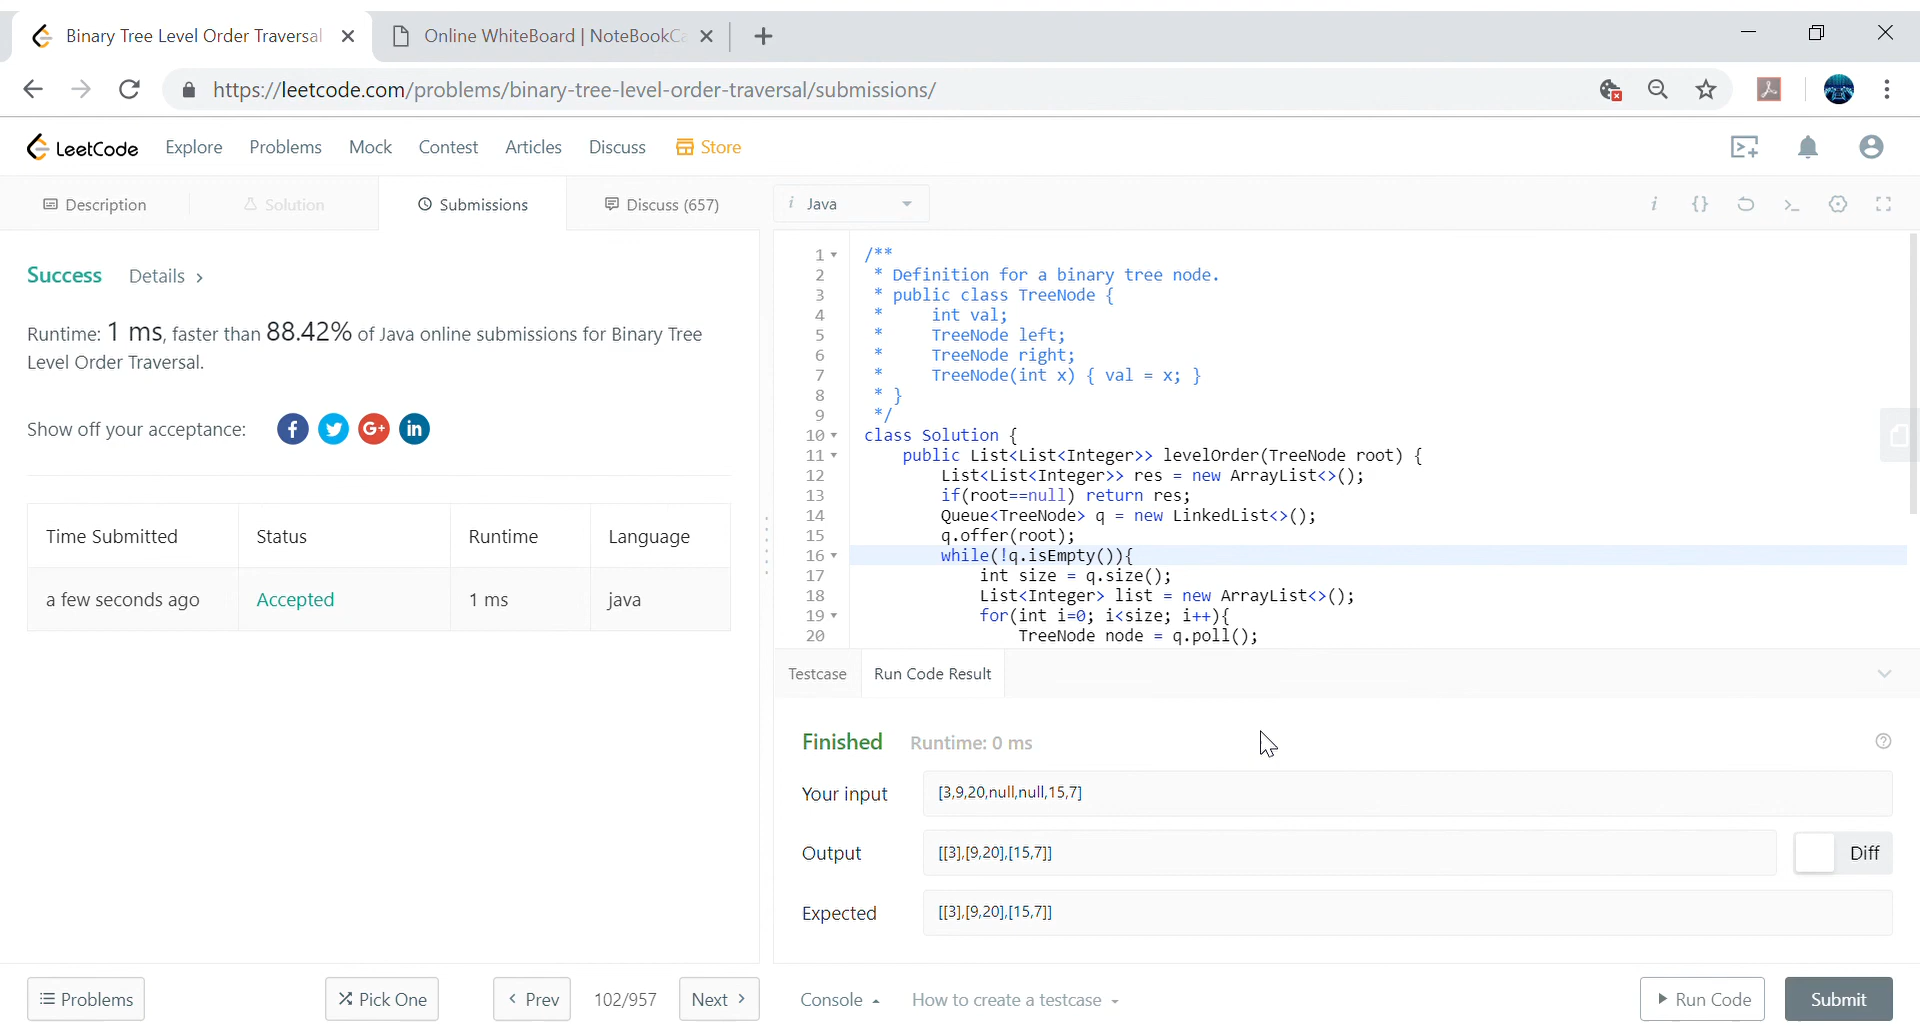 Binary Tree Level Order Traversal
Online WhiteBoard | NoteBookCa
https://leetcode.com/problems/binary-tree-level-order-traversal/submissions/
LeetCode Explore Problems Mock Contest Articles Discuss Store
Description Solution Submissions Discuss (657)
i Java
Success Details >
Runtime: 1 ms, faster than 88.42% of Java online submissions for Binary Tree
Level Order Traversal.
Show off your acceptance:
Time Submitted Status Runtime Language
a few seconds ago Accepted 1 ms java
1 /**
2 * Definition for a binary tree node.
3 * public class TreeNode {
4 * int val;
5 * TreeNode left;
6 * TreeNode right;
7 * TreeNode(int x) { val = x; }
8 * }
9 */
10 class Solution {
11 public List<List<Integer>> levelOrder(TreeNode root) {
12 List<List<Integer>> res = new ArrayList<>();
13 if(root==null) return res;
14 Queue<TreeNode> q = new LinkedList<>();
15 q.offer(root);
16 while(!q.isEmpty()){
17 int size = q.size();
18 List<Integer> list = new ArrayList<>();
19 for(int i=0; i<size; i++){
20 TreeNode node = q.poll();
Testcase Run Code Result
Finished Runtime: 0 ms
Your input [3,9,20,null,null,15,7]
Output [[3],[9,20],[15,7]] Diff
Expected [[3],[9,20],[15,7]]
Problems Pick One < Prev 102/957 Next > Console How to create a testcase Run Code Submit